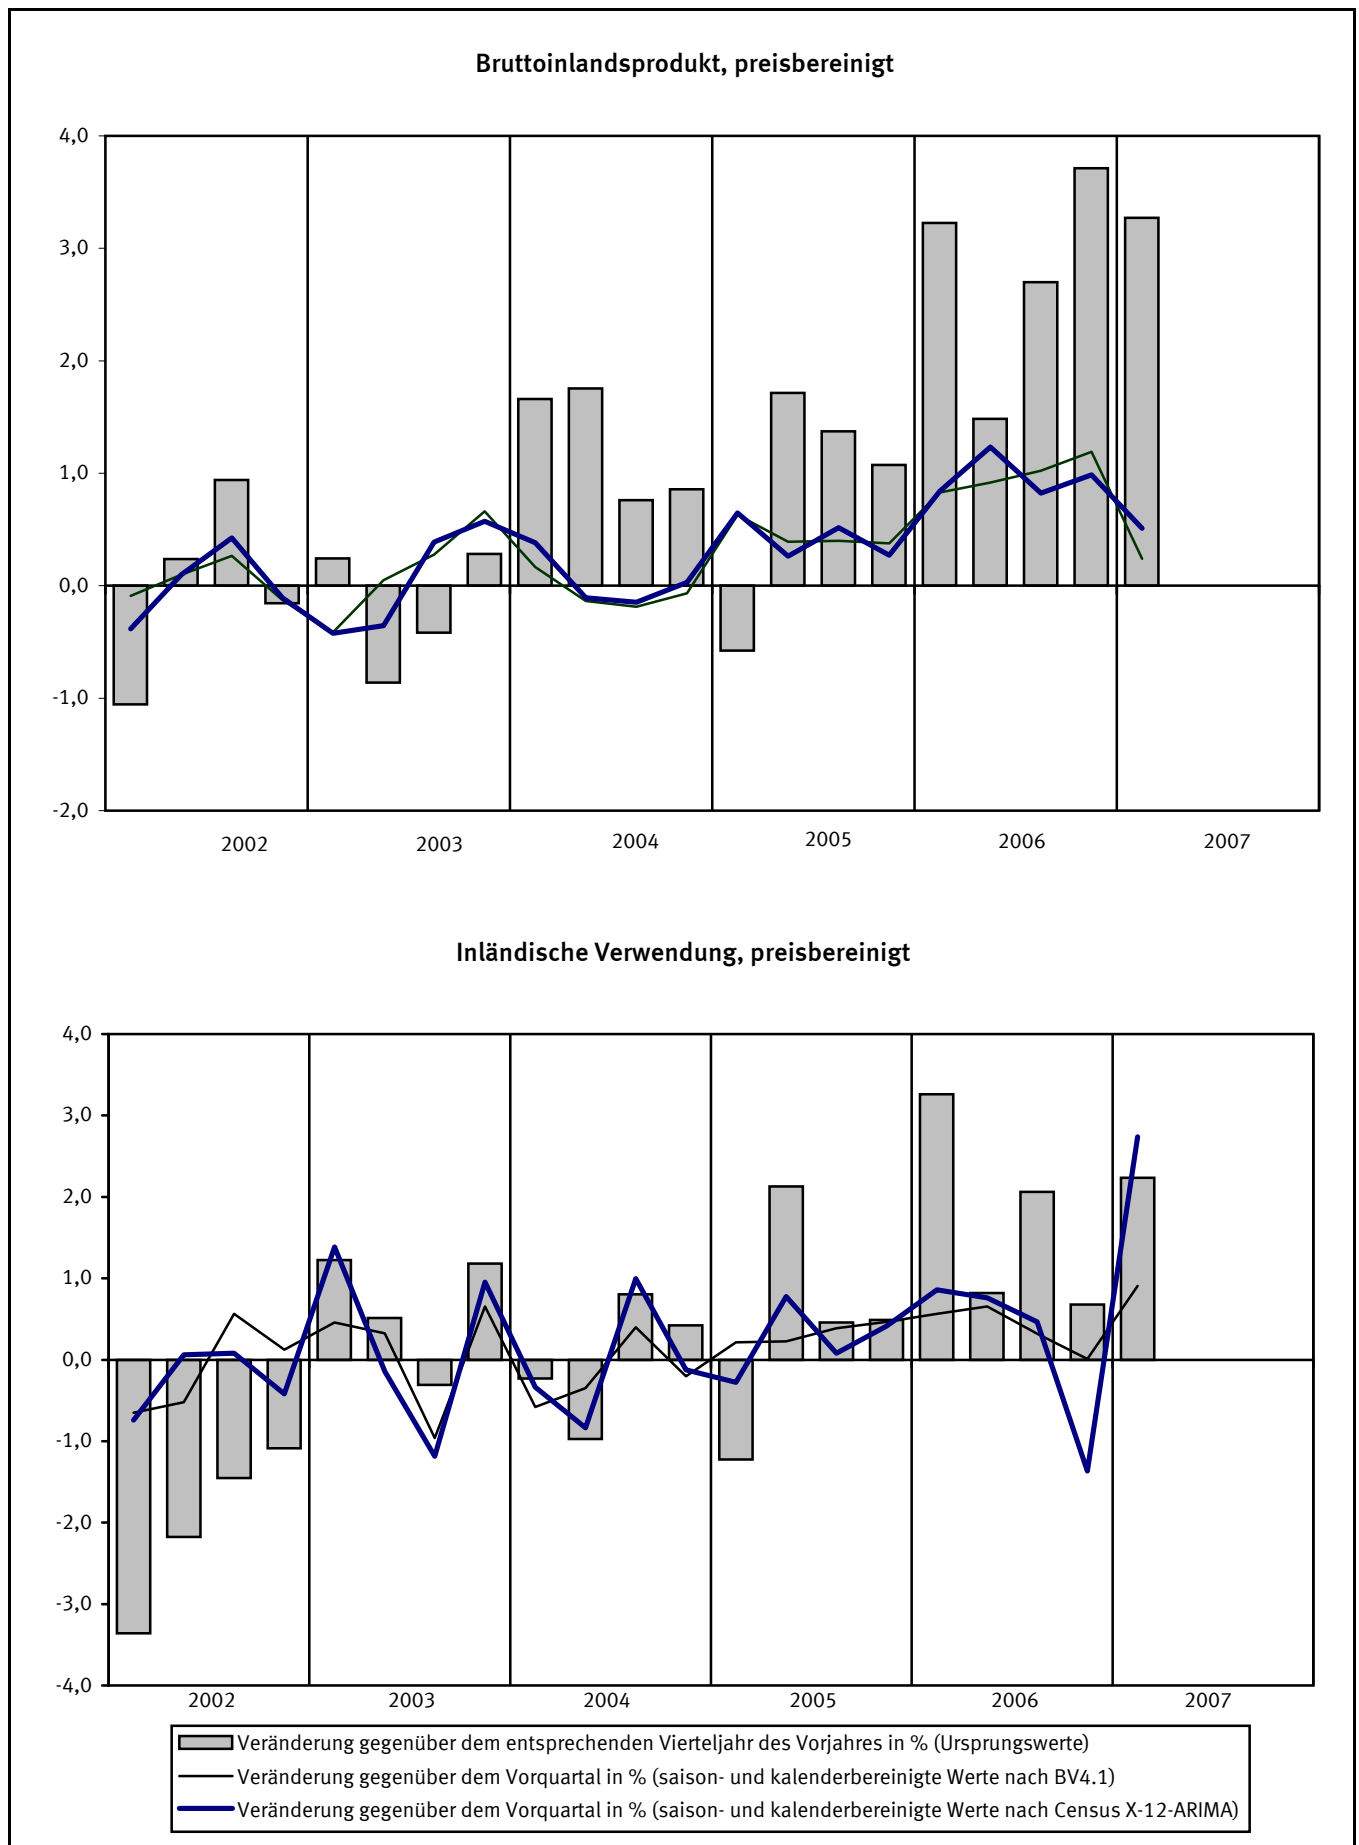 Bruttoinlandsprodukt, preisbereinigt
4,0
3,0
2,0
1,0
0,0
-1,0
-2,0
2002 2003 2004 2005 2006 2007
Inländische Verwendung, preisbereinigt
4,0
3,0
2,0
1,0
0,0
-1,0
-2,0
-3,0
-4,0
2002 2003 2004 2005 2006 2007
Veränderung gegenüber dem entsprechenden Vierteljahr des Vorjahres in % (Ursprungswerte)
Veränderung gegenüber dem Vorquartal in % (saison- und kalenderbereinigte Werte nach BV4.1)
Veränderung gegenüber dem Vorquartal in % (saison- und kalenderbereinigte Werte nach Census X-12-ARIMA)